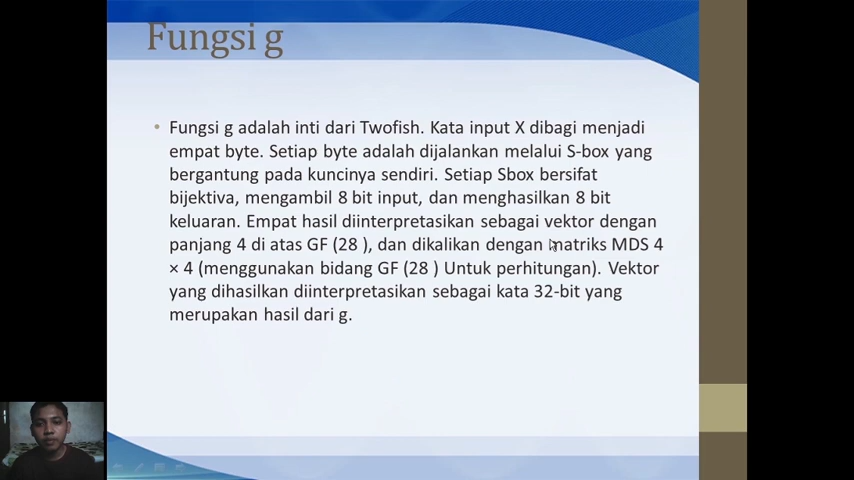 Fungsi g
• Fungsi g adalah inti dari Twofish. Kata input X dibagi menjadi
empat byte. Setiap byte adalah dijalankan melalui S-box yang
bergantung pada kuncinya sendiri. Setiap Sbox bersifat
bijektiva, mengambil 8 bit input, dan menghasilkan 8 bit
keluaran. Empat hasil diinterpretasikan sebagai vektor dengan
panjang 4 di atas GF (28 ), dan dikalikan dengan matriks MDS 4
× 4 (menggunakan bidang GF (28 ) Untuk perhitungan). Vektor
yang dihasilkan diinterpretasikan sebagai kata 32-bit yang
merupakan hasil dari g.